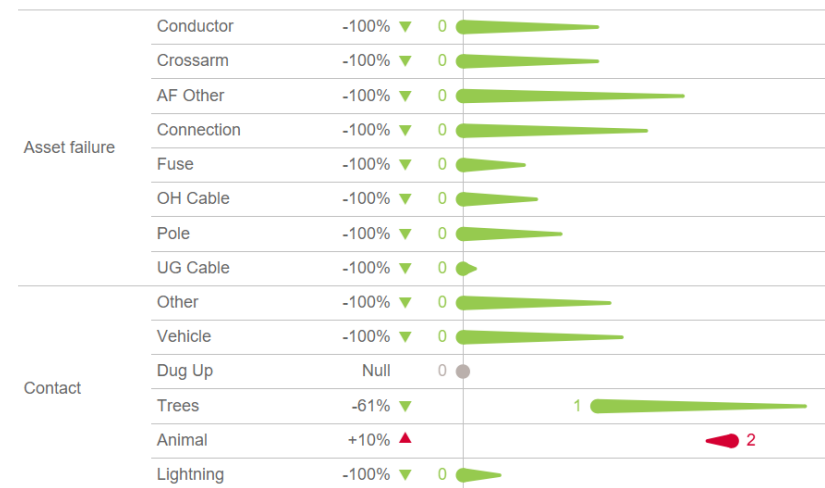 Conductor -100% ▼ 0
Crossarm -100% ▼ 0
AF Other -100% ▼ 0
Connection -100% ▼ 0
Asset failure
Fuse -100% ▼ 0
OH Cable -100% ▼ 0
Pole -100% ▼ 0
UG Cable -100% ▼ 0
Other -100% ▼ 0
Vehicle -100% ▼ 0
Dug Up Null 0
Contact
Trees -61% ▼ 1
Animal +10% ▲ 2
Lightning -100% ▼ 0